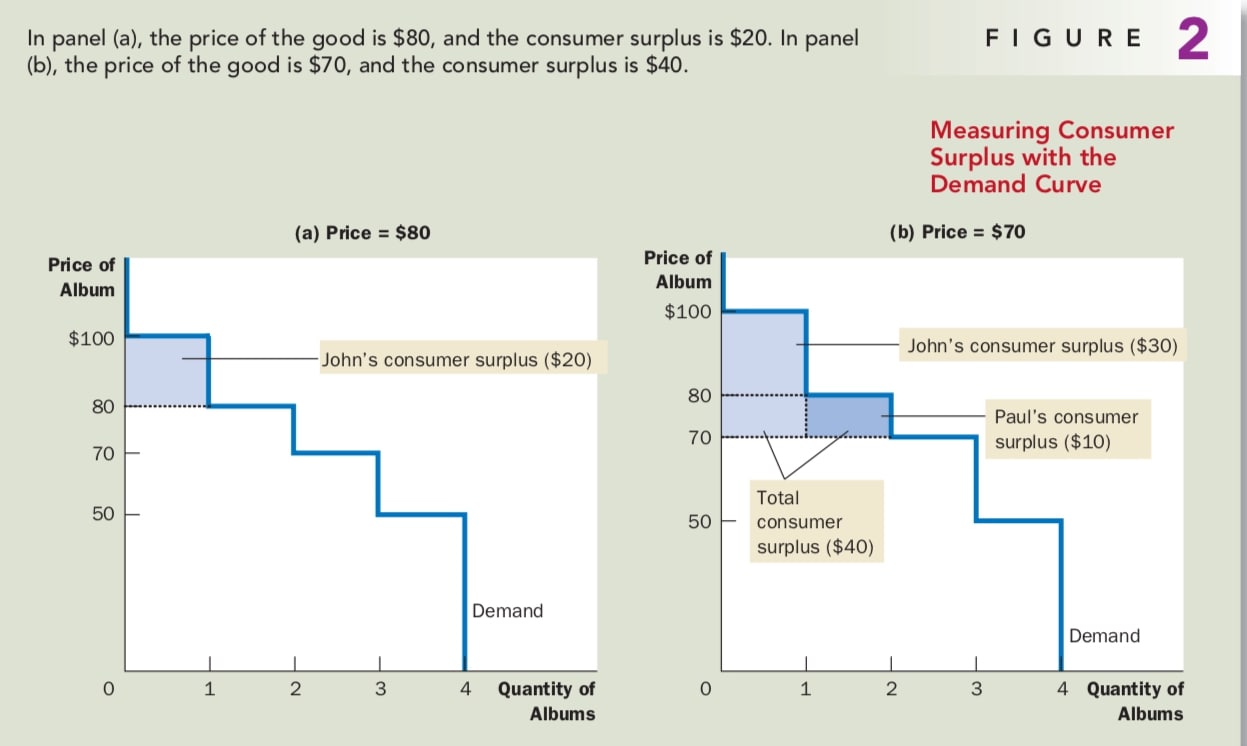 In panel (a), the price of the good is $80, and the consumer surplus is $20. In panel
(b), the price of the good is $70, and the consumer surplus is $40.
FIGURE 2
Measuring Consumer
Surplus with the
Demand Curve
(a) Price = $80
Price of
Album
$100
80
70
50
John's consumer surplus ($20)
Demand
0 1 2 3 4 Quantity of
Albums
(b) Price = $70
Price of
Album
$100
80
70
50
John's consumer surplus ($30)
Paul's consumer
surplus ($10)
Total
consumer
surplus ($40)
Demand
0 1 2 3 4 Quantity of
Albums